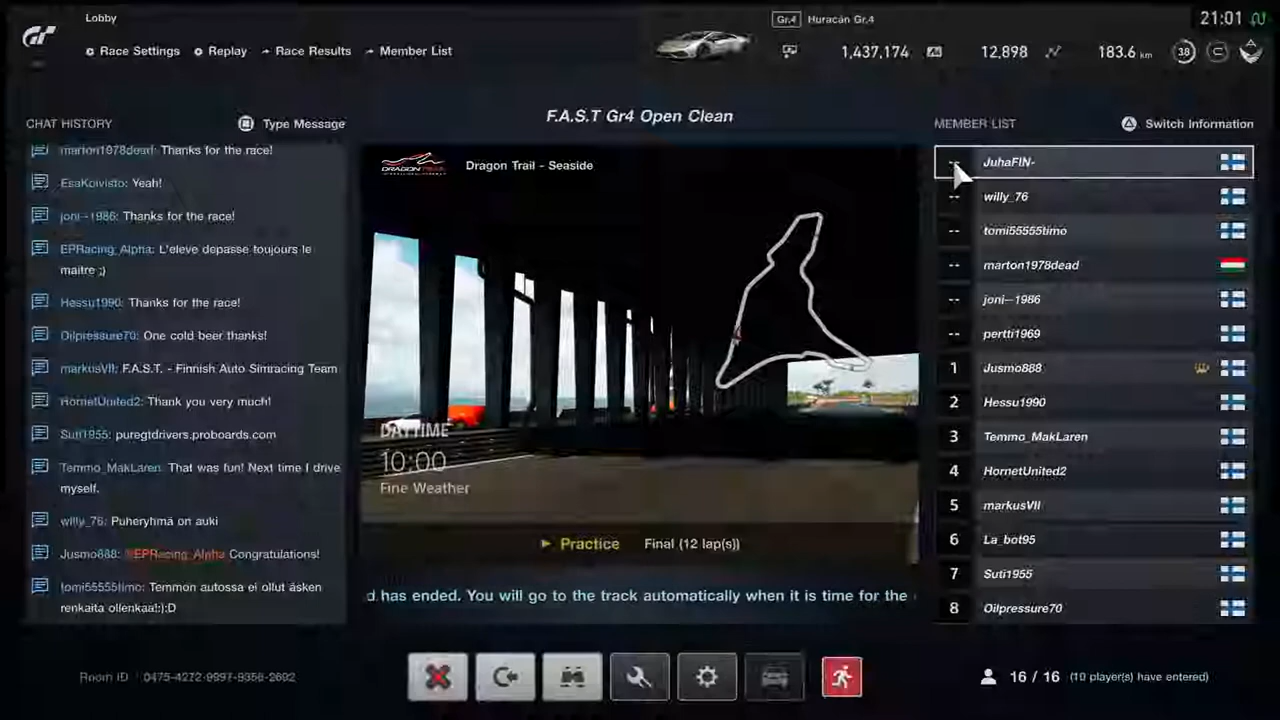 Lobby
Gr.4 Huracán Gr.4
21:01
Race Settings Replay Race Results Member List
1,437,174 12,898 183.6 km 38
CHAT HISTORY Type Message
marton1978dead: Thanks for the race!
EsaKoivisto: Yeah!
joni--1986: Thanks for the race!
EPRacing_Alpha: L'eleve depasse toujours le
maitre ;)
Hessu1990: Thanks for the race!
Oilpressure70: One cold beer thanks!
markusVII: F.A.S.T. - Finnish Auto Simracing Team
HornetUnited2: Thank you very much!
Suti1955: puregtdrivers.proboards.com
Temmo_MakLaren: That was fun! Next time I drive
myself.
willy_76: Puheryhmä on auki
Jusmo888: @EPRacing_Alpha Congratulations!
tomi55555timo: Temmon autossa ei ollut äsken
renkaita ollenkaa!:):D
F.A.S.T Gr4 Open Clean
Dragon Trail - Seaside
DAYTIME
10:00
Fine Weather
Practice Final (12 lap(s))
d has ended. You will go to the track automatically when it is time for the
MEMBER LIST Switch Information
-- JuhaFIN-
-- willy_76
-- tomi55555timo
-- marton1978dead
-- joni--1986
-- pertti1969
1 Jusmo888
2 Hessu1990
3 Temmo_MakLaren
4 HornetUnited2
5 markusVII
6 La_bot95
7 Suti1955
8 Oilpressure70
Room ID : 0475-4272-9997-9356-2602
16 / 16 (10 player(s) have entered)